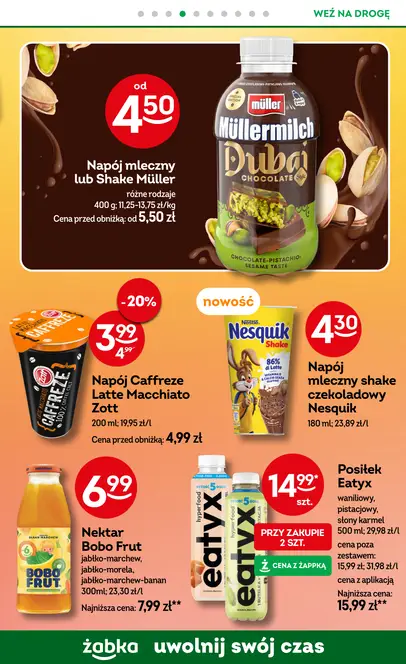 WEŹ NA DROGĘ
od
4 50
Napój mleczny
lub Shake Müller
różne rodzaje
400 g; 11,25-13,75 zł/kg
Cena przed obniżką: od 5,50 zł
müller
Müllermilch
Dubai
CHOCOLATE
CHOCOLATE-PISTACHIO-
SESAME TASTE
-20%
3 99
4 99
Napój Caffreze
Latte Macchiato
Zott
200 ml; 19,95 zł/l
Cena przed obniżką: 4,99 zł
Zott
CAFFREZE
nowość
Nestlé
Nesquik
Shake
86%
4 30
Napój
mleczny shake
czekoladowy
Nesquik
180 ml; 23,89 zł/l
6 99
Nektar
Bobo Frut
jabłko-marchew,
jabłko-morela,
jabłko-marchew-banan
300ml; 23,30 zł/l
Najniższa cena: 7,99 zł**
BOBO
FRUT
eatyx
hyperfood
eatyx
hyperfood
14 99*
szt.
PRZY ZAKUPIE
2 SZT.
CENA Z ŻAPPKĄ
Posiłek
Eatyx
waniliowy,
pistacjowy,
słony karmel
500 ml; 29,98 zł/l
cena poza
zestawem:
15,99 zł; 31,98 zł/l
cena z aplikacją
Najniższa cena:
15,99 zł**
żabka uwolnij swój czas